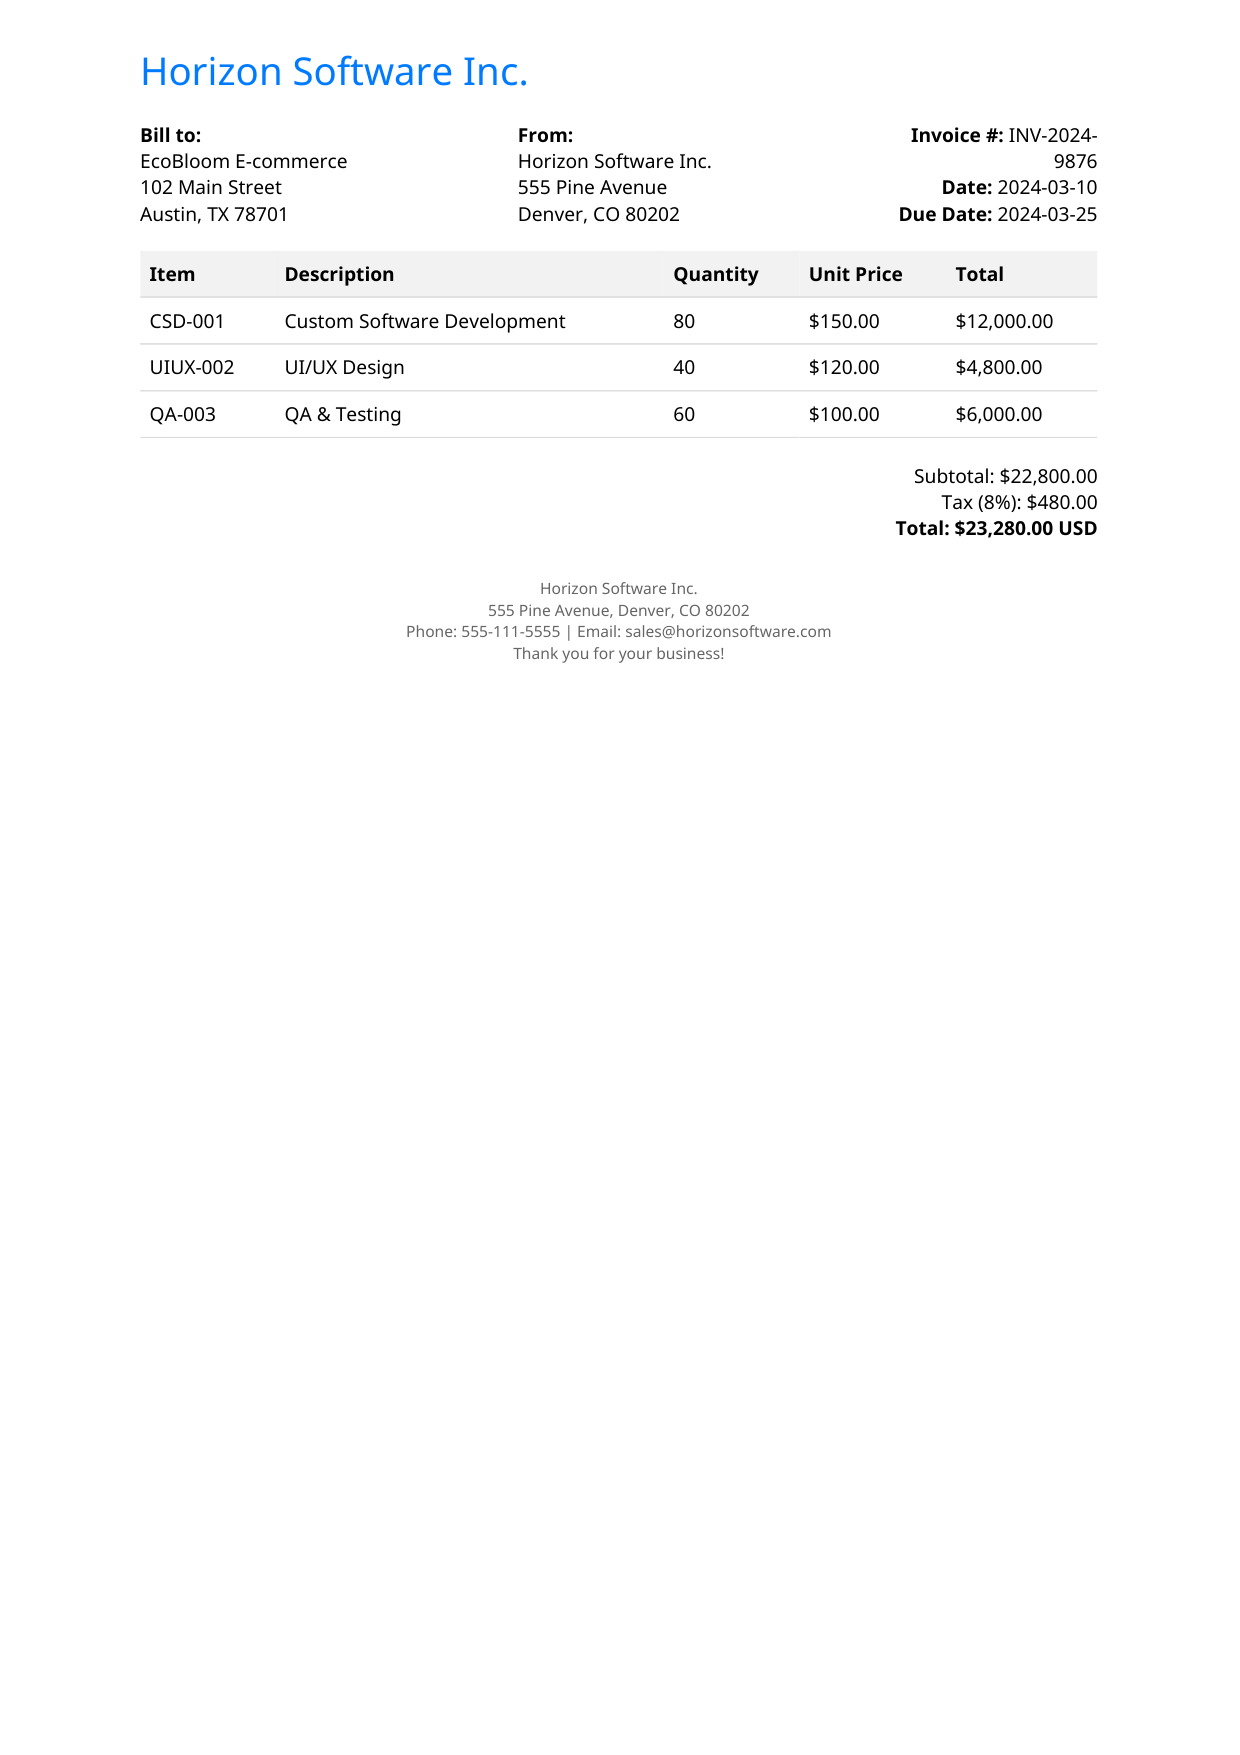 Horizon Software Inc.
Bill to:
EcoBloom E-commerce
102 Main Street
Austin, TX 78701
From:
Horizon Software Inc.
555 Pine Avenue
Denver, CO 80202
Invoice #: INV-2024-
9876
Date: 2024-03-10
Due Date: 2024-03-25
Item Description Quantity Unit Price Total
CSD-001 Custom Software Development 80 $150.00 $12,000.00
UIUX-002 UI/UX Design 40 $120.00 $4,800.00
QA-003 QA & Testing 60 $100.00 $6,000.00
Subtotal: $22,800.00
Tax (8%): $480.00
Total: $23,280.00 USD
Horizon Software Inc.
555 Pine Avenue, Denver, CO 80202
Phone: 555-111-5555 | Email: sales@horizonsoftware.com
Thank you for your business!